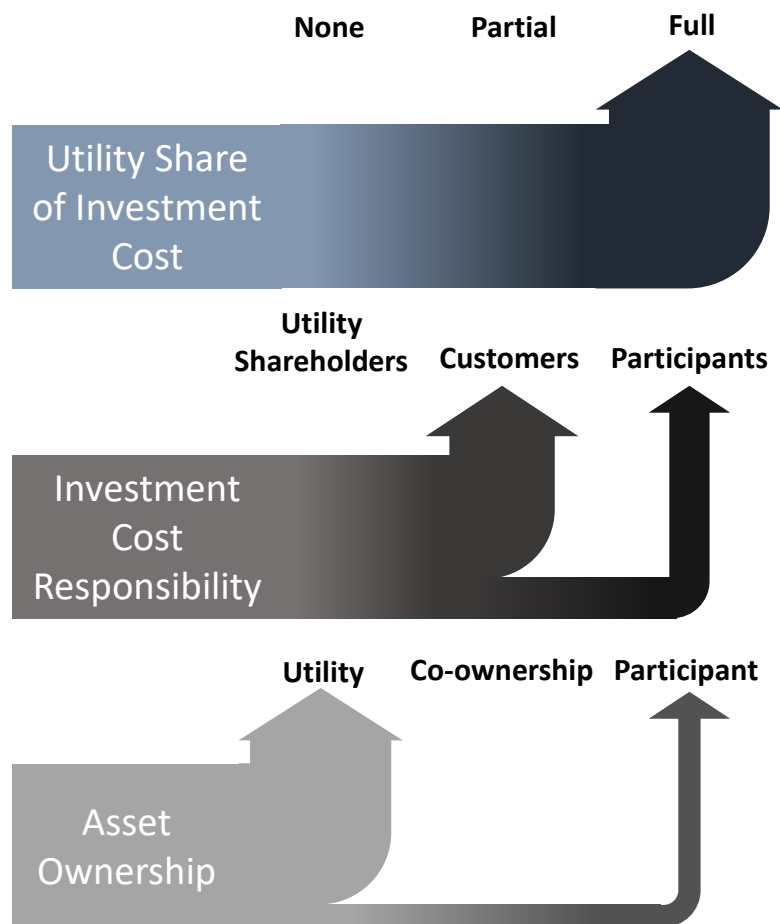 None Partial Full
Utility Share
of Investment
Cost
Utility
Shareholders Customers Participants
Investment
Cost
Responsibility
Utility Co-ownership Participant
Asset
Ownership